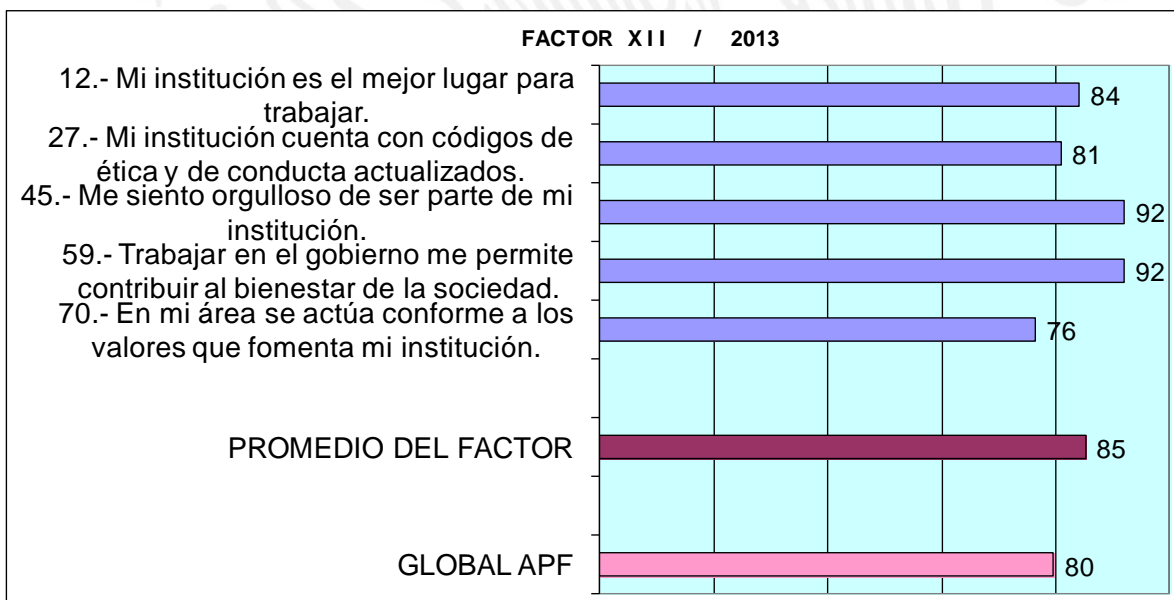 FACTOR XII / 2013
12.- Mi institución es el mejor lugar para
trabajar.
84
27.- Mi institución cuenta con códigos de
ética y de conducta actualizados.
81
45.- Me siento orgulloso de ser parte de mi
institución.
92
59.- Trabajar en el gobierno me permite
contribuir al bienestar de la sociedad.
92
70.- En mi área se actúa conforme a los
valores que fomenta mi institución.
76
PROMEDIO DEL FACTOR
85
GLOBAL APF
80